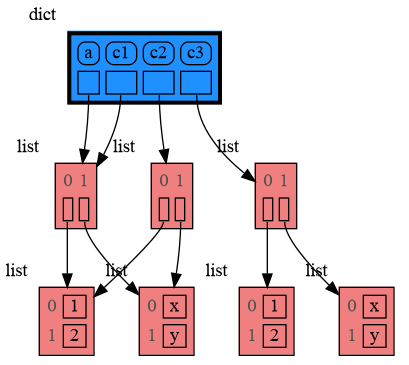 dict
a c1 c2 c3
list list list
0 1 0 1 0 1
list list list list
0 1 0 x 0 1 0 x
1 2 1 y 1 2 1 y